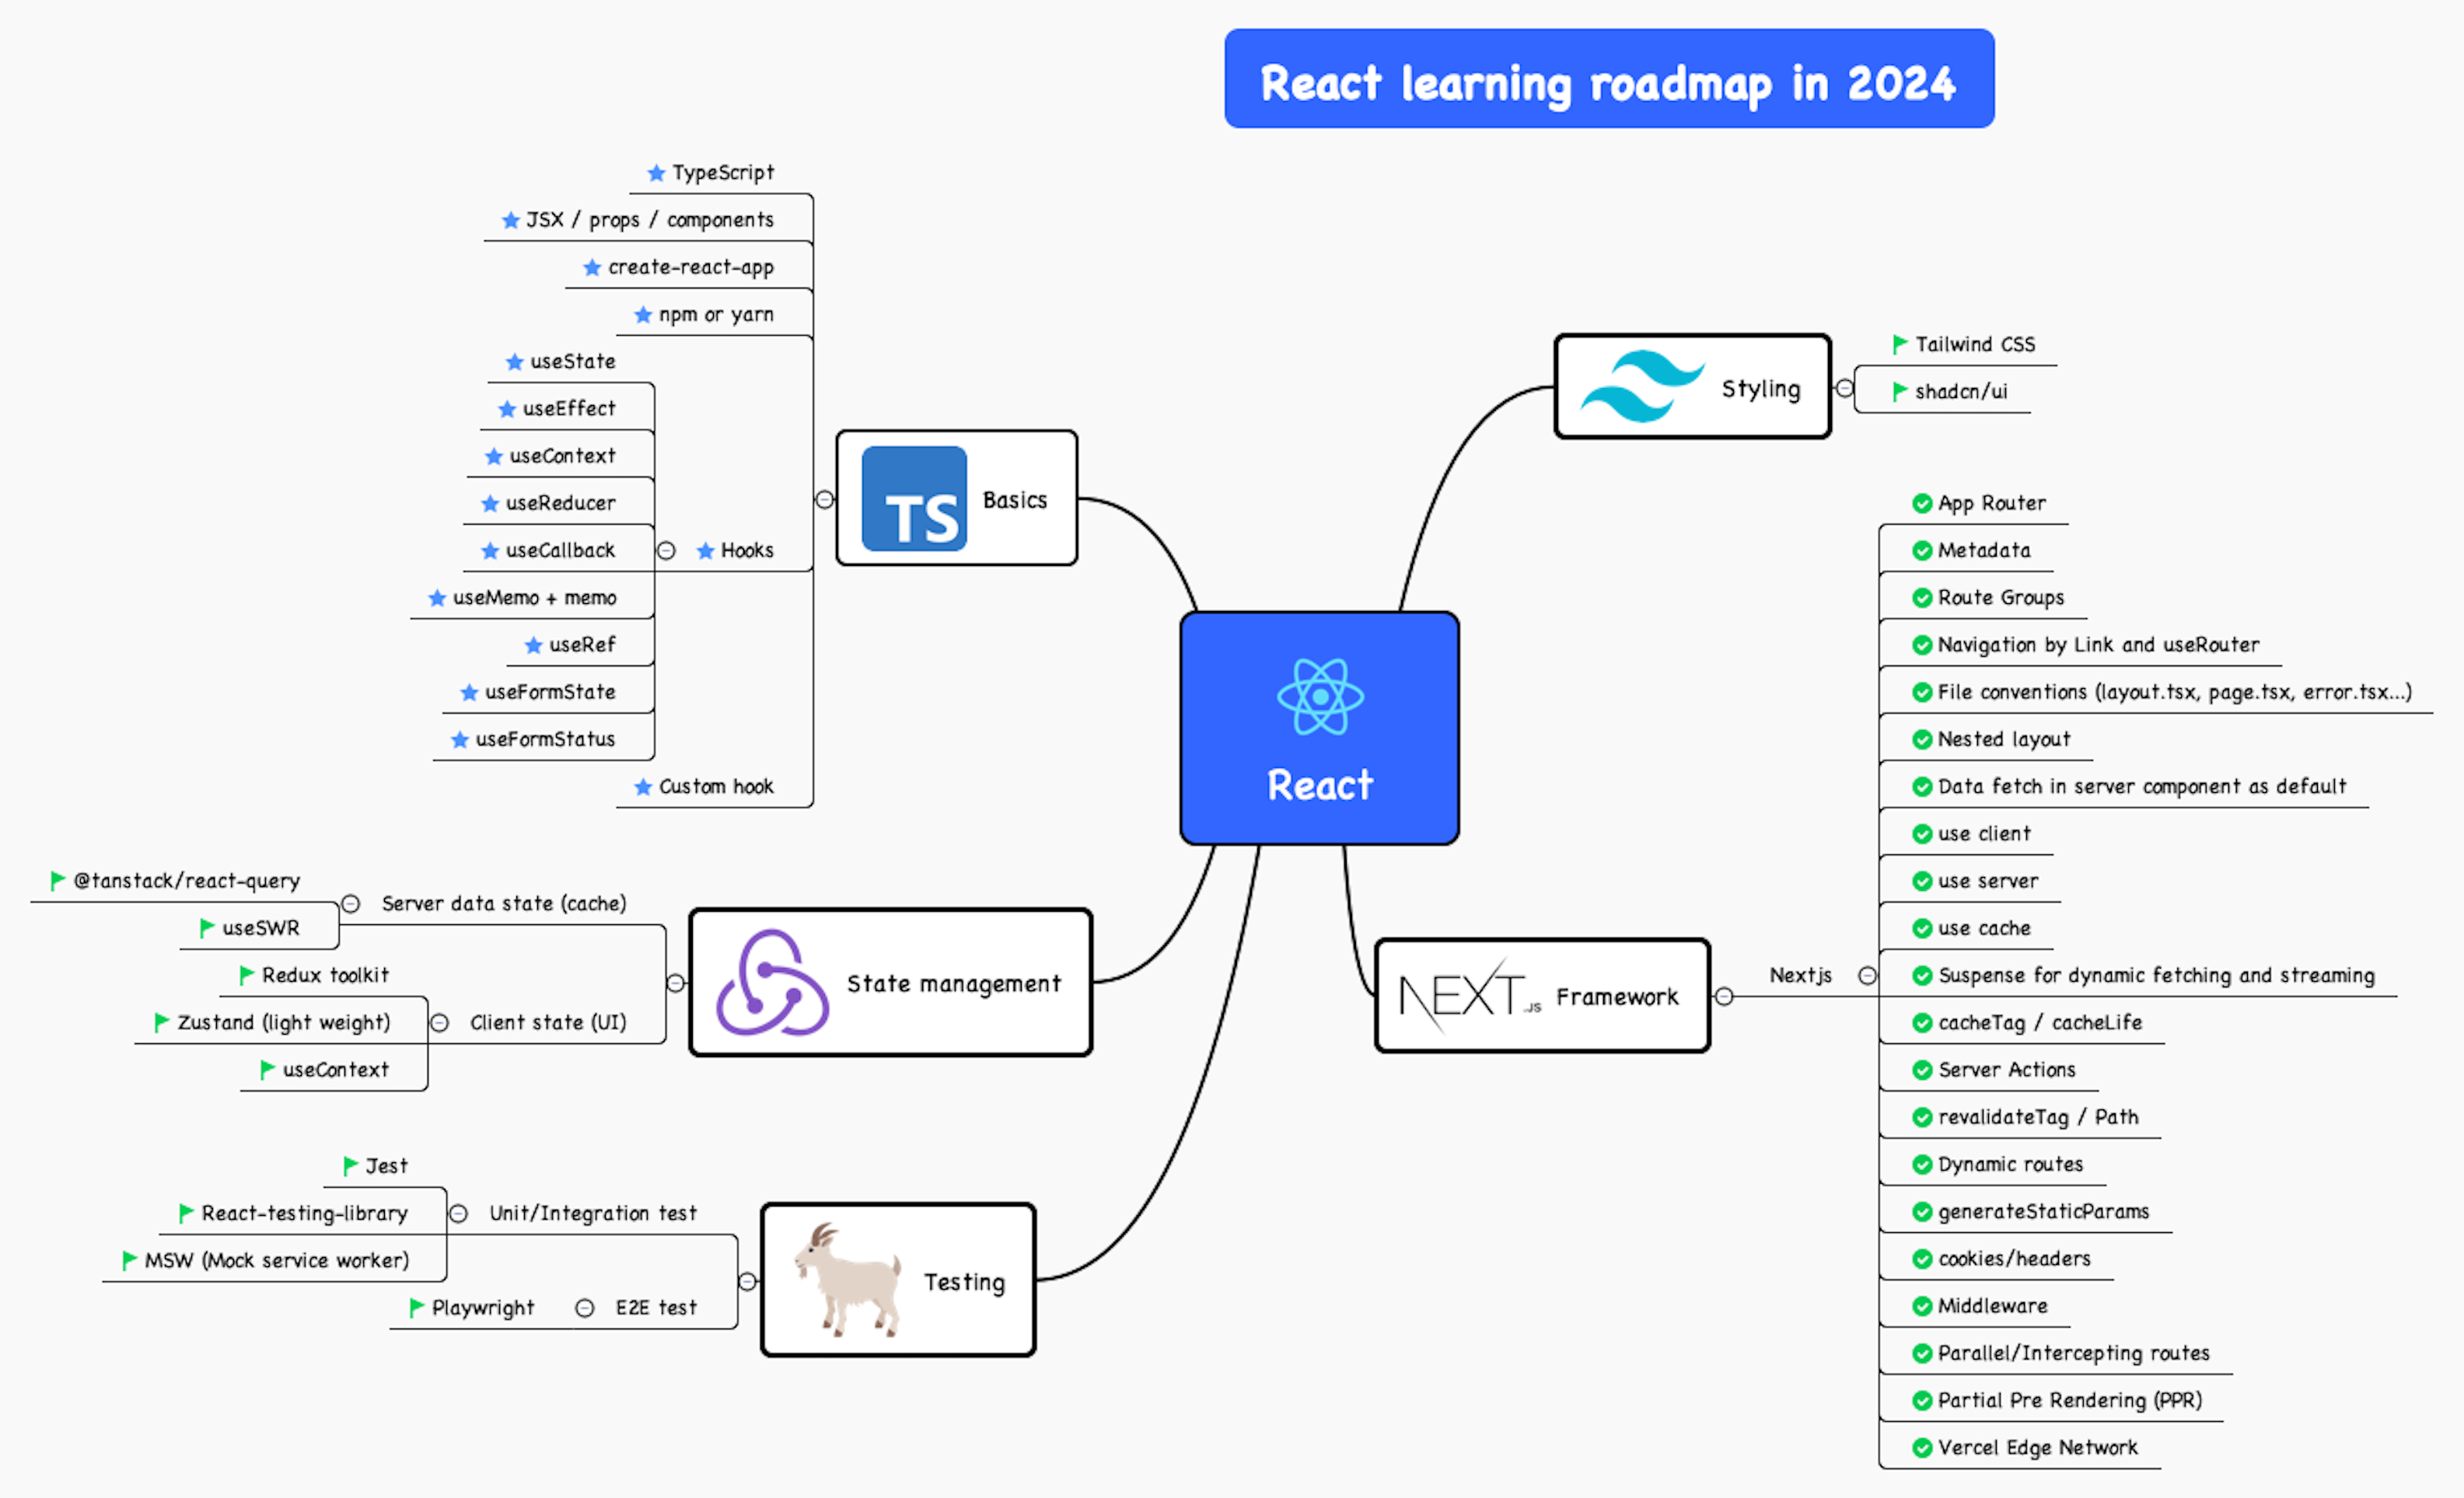 React learning roadmap in 2024
TypeScript
JSX / props / components
create-react-app
npm or yarn
useState
useEffect
useContext
useReducer
useCallback
useMemo + memo
useRef
useFormState
useFormStatus
Hooks
Custom hook
TS
Basics
@tanstack/react-query
useSWR
Server data state (cache)
Redux toolkit
Zustand (light weight)
useContext
Client state (UI)
State management
Jest
React-testing-library
MSW (Mock service worker)
Unit/Integration test
Playwright
E2E test
Testing
React
Styling
Tailwind CSS
shadcn/ui
NEXT.JS
Framework
Nextjs
App Router
Metadata
Route Groups
Navigation by Link and useRouter
File conventions (layout.tsx, page.tsx, error.tsx...)
Nested layout
Data fetch in server component as default
use client
use server
use cache
Suspense for dynamic fetching and streaming
cacheTag / cacheLife
Server Actions
revalidateTag / Path
Dynamic routes
generateStaticParams
cookies/headers
Middleware
Parallel/Intercepting routes
Partial Pre Rendering (PPR)
Vercel Edge Network